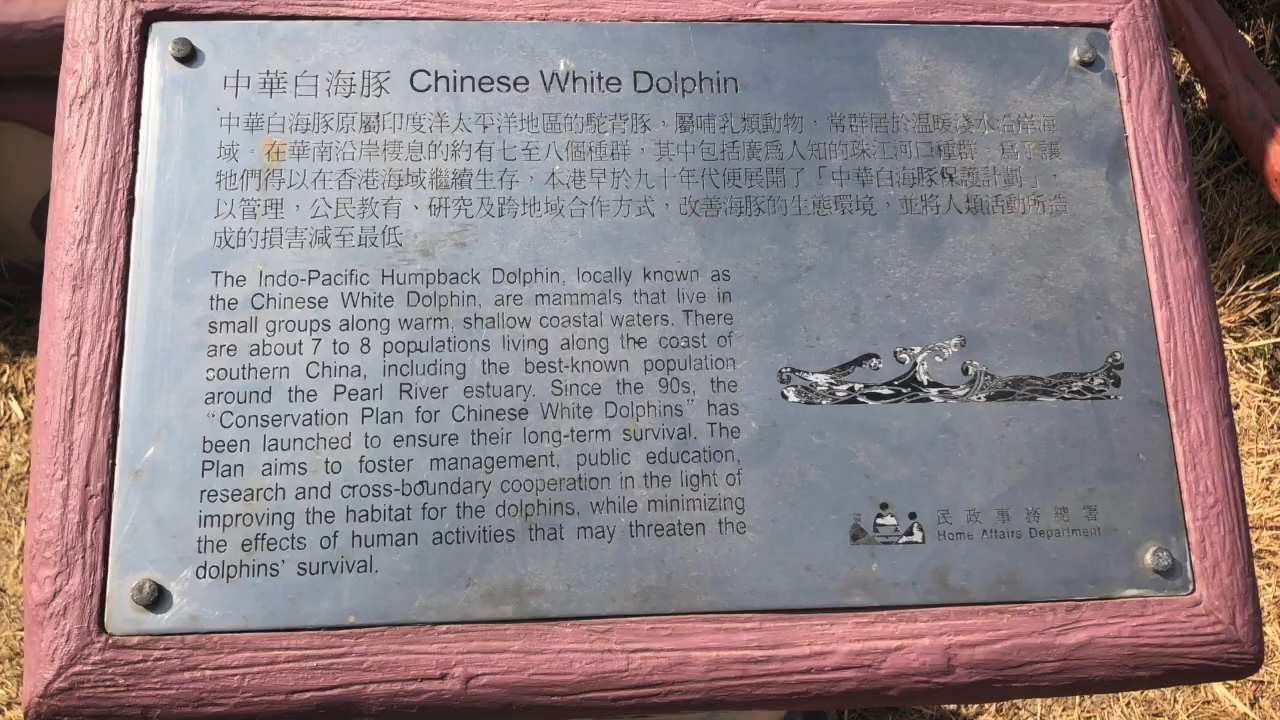 中華白海豚 Chinese White Dolphin
中華白海豚原屬印度洋太平洋地區的駝背豚，屬哺乳類動物，常群居於温暖淺水沿岸海
域。在華南沿岸棲息的約有七至八個種群，其中包括廣爲人知的珠江河口種群。爲了讓
牠們得以在香港海域繼續生存，本港早於九十年代便展開了「中華白海豚保護計劃」，
以管理，公民教育、研究及跨地域合作方式，改善海豚的生態環境，並將人類活動所造
成的損害減至最低。
The Indo-Pacific Humpback Dolphin, locally known as
the Chinese White Dolphin, are mammals that live in
small groups along warm, shallow coastal waters. There
are about 7 to 8 populations living along the coast of
southern China, including the best-known population
around the Pearl River estuary. Since the 90s, the
“Conservation Plan for Chinese White Dolphins” has
been launched to ensure their long-term survival. The
Plan aims to foster management, public education,
research and cross-boundary cooperation in the light of
improving the habitat for the dolphins, while minimizing
the effects of human activities that may threaten the
dolphins’ survival.
民政事務總署
Home Affairs Department